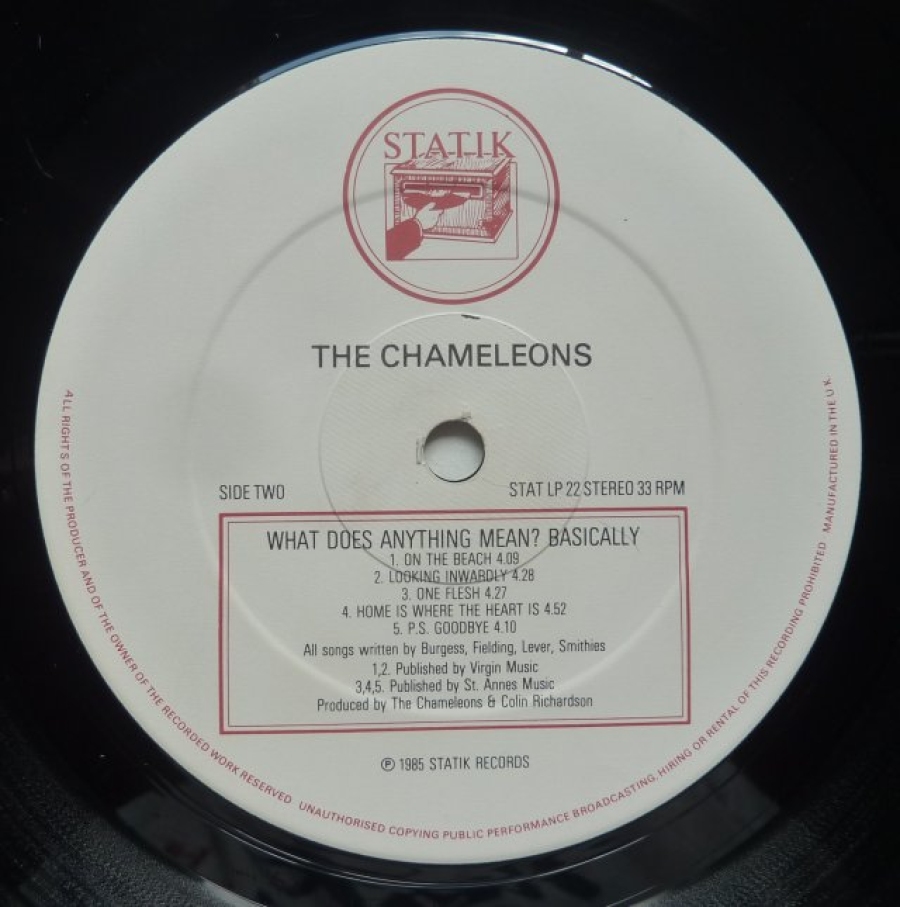 STATIK
THE CHAMELEONS
SIDE TWO
STAT LP 22 STEREO 33 RPM
WHAT DOES ANYTHING MEAN? BASICALLY
1. ON THE BEACH 4.09
2. LOOKING INWARDLY 4.28
3. ONE FLESH 4.27
4. HOME IS WHERE THE HEART IS 4.52
5. P.S. GOODBYE 4.10
All songs written by Burgess, Fielding, Lever, Smithies
1,2. Published by Virgin Music
3,4,5. Published by St. Annes Music
Produced by The Chameleons & Colin Richardson
℗ 1985 STATIK RECORDS
ALL RIGHTS OF THE PRODUCER AND OF THE OWNER OF THE RECORDED WORK RESERVED UNAUTHORISED COPYING PUBLIC PERFORMANCE BROADCASTING, HIRING OR RENTAL OF THIS RECORDING PROHIBITED MANUFACTURED IN THE U.K.